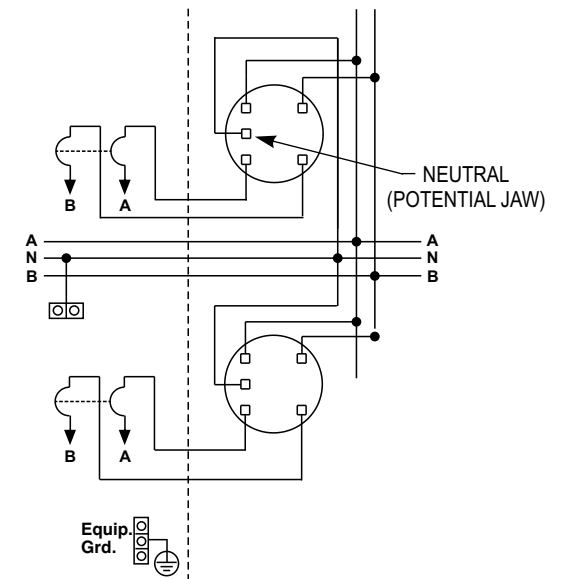 NEUTRAL
(POTENTIAL JAW)
B A
A A
N N
B B
B A
Equip.
Grd.